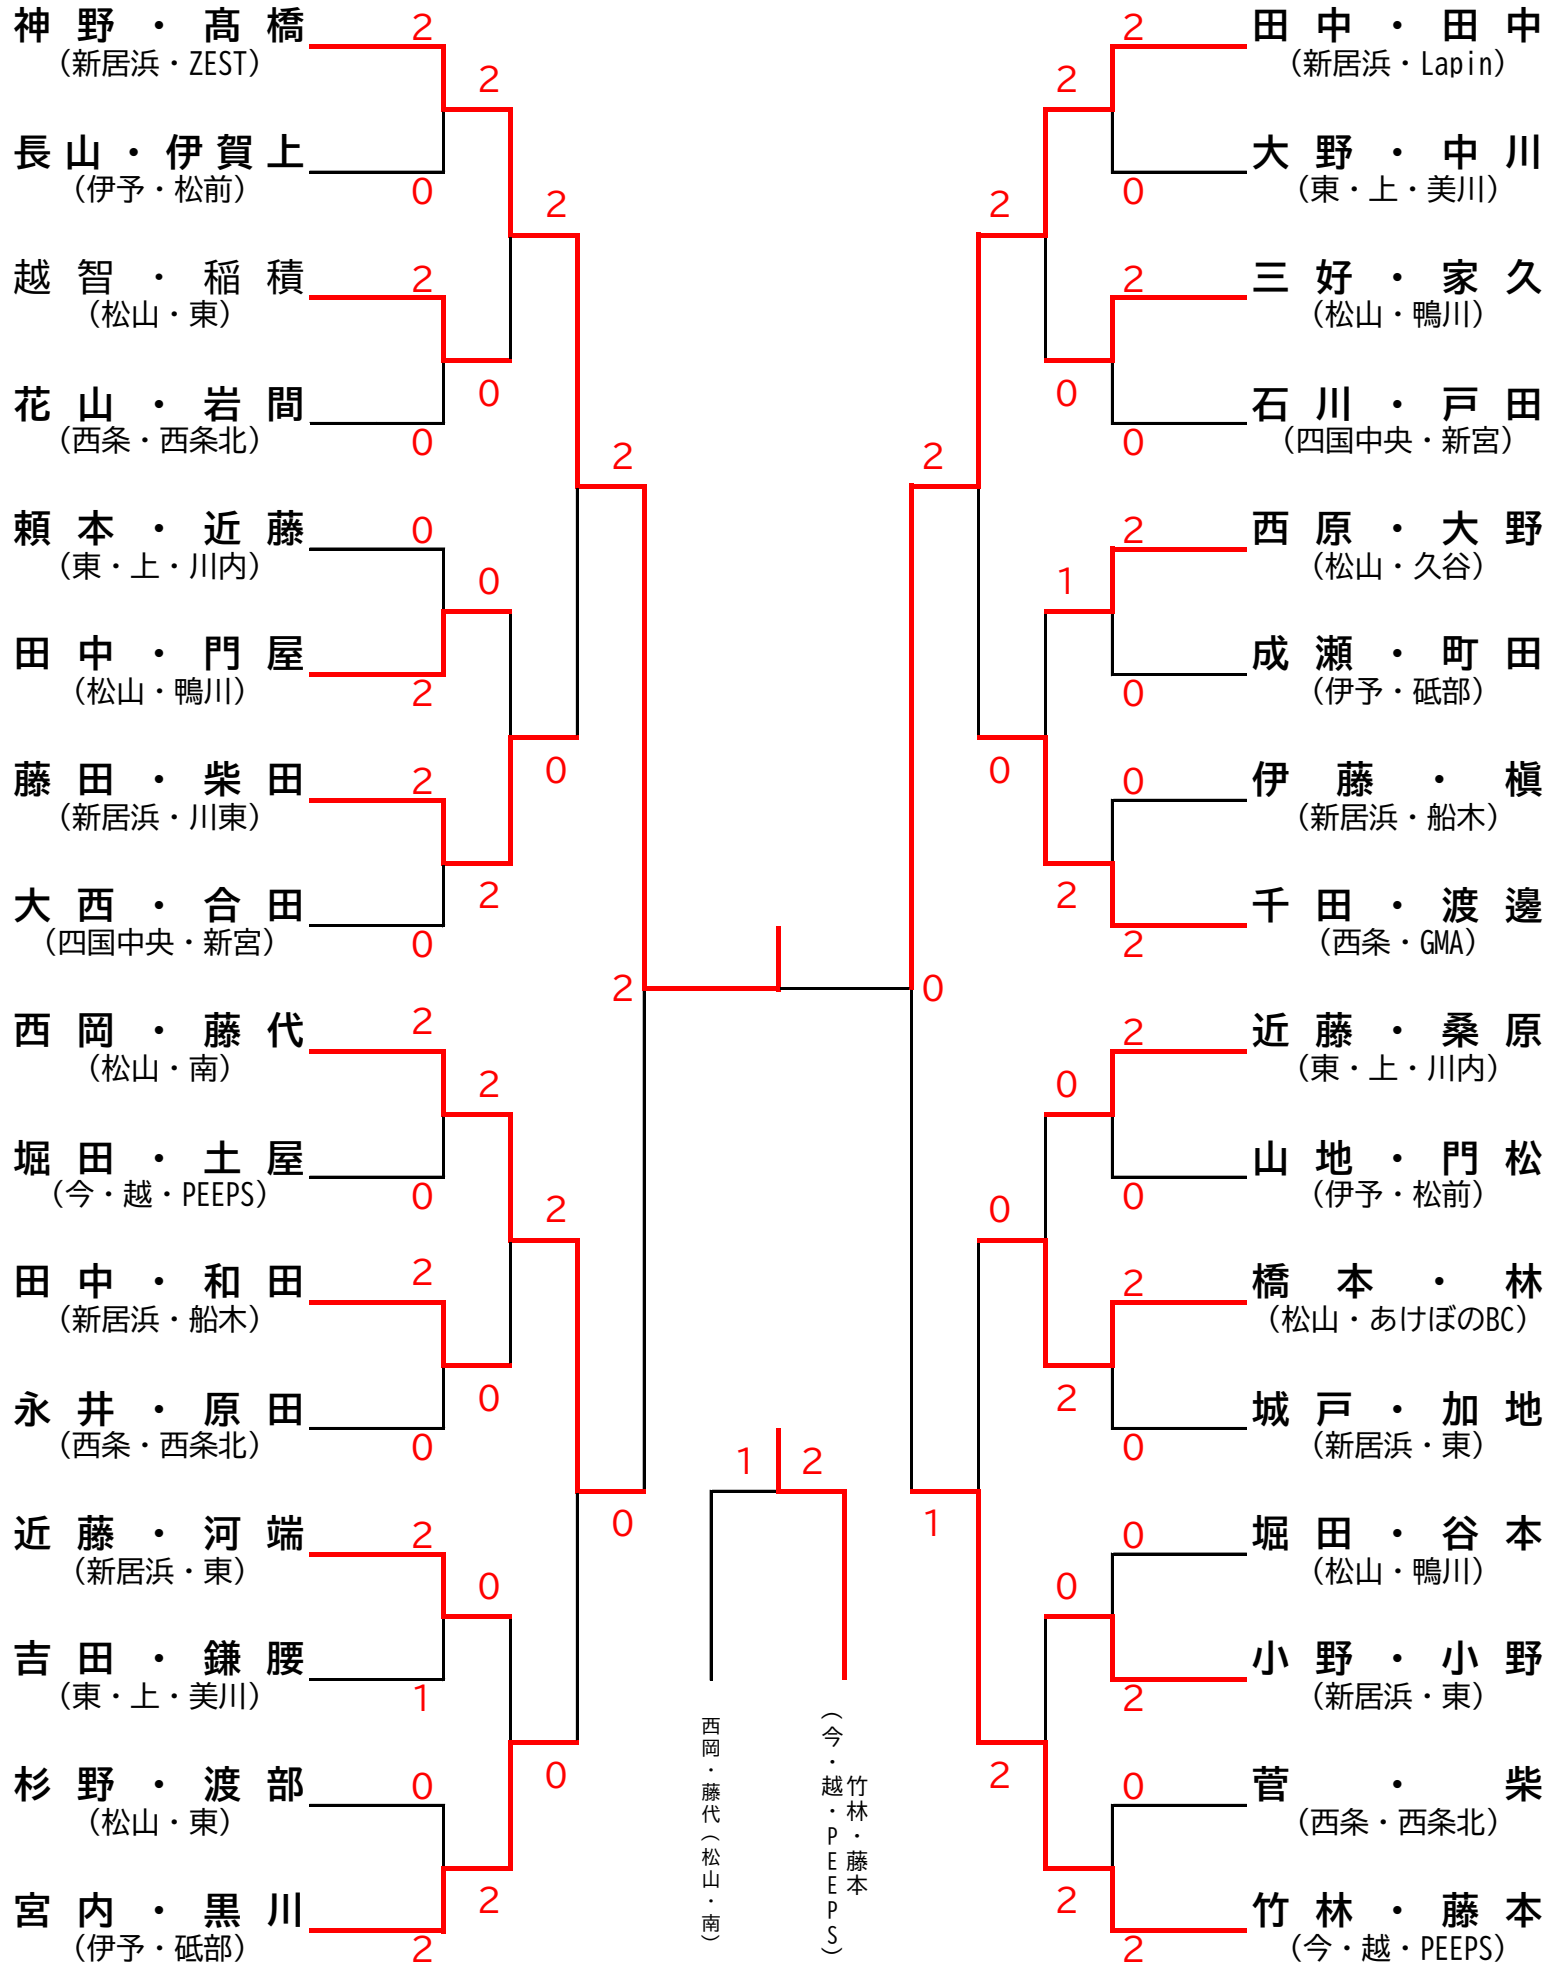 神野・髙橋
（新居浜・ZEST）
2
2
長山・伊賀上
（伊予・松前）
0
2
越智・稲積
（松山・東）
2
0
花山・岩間
（西条・西条北）
0
2
頼本・近藤
（東・上・川内）
0
0
田中・門屋
（松山・鴨川）
2
0
藤田・柴田
（新居浜・川東）
2
2
大西・合田
（四国中央・新宮）
0
2
西岡・藤代
（松山・南）
2
2
堀田・土屋
（今・越・PEEPS）
0
2
田中・和田
（新居浜・船木）
2
0
永井・原田
（西条・西条北）
0
0
近藤・河端
（新居浜・東）
2
0
吉田・鎌腰
（東・上・美川）
1
0
杉野・渡部
（松山・東）
0
2
宮内・黒川
（伊予・砥部）
2
1
2
西岡・藤代（松山・南）
竹林・藤本
（今・越・PEEPS）
2
田中・田中
（新居浜・Lapin）
2
大野・中川
（東・上・美川）
0
2
三好・家久
（松山・鴨川）
2
0
石川・戸田
（四国中央・新宮）
0
2
西原・大野
（松山・久谷）
2
1
成瀬・町田
（伊予・砥部）
0
0
伊藤・槇
（新居浜・船木）
0
2
千田・渡邊
（西条・GMA）
2
0
近藤・桑原
（東・上・川内）
2
0
山地・門松
（伊予・松前）
0
0
橋本・林
（松山・あけぼのBC）
2
2
城戸・加地
（新居浜・東）
0
1
堀田・谷本
（松山・鴨川）
0
0
小野・小野
（新居浜・東）
2
2
菅・柴
（西条・西条北）
0
2
竹林・藤本
（今・越・PEEPS）
2